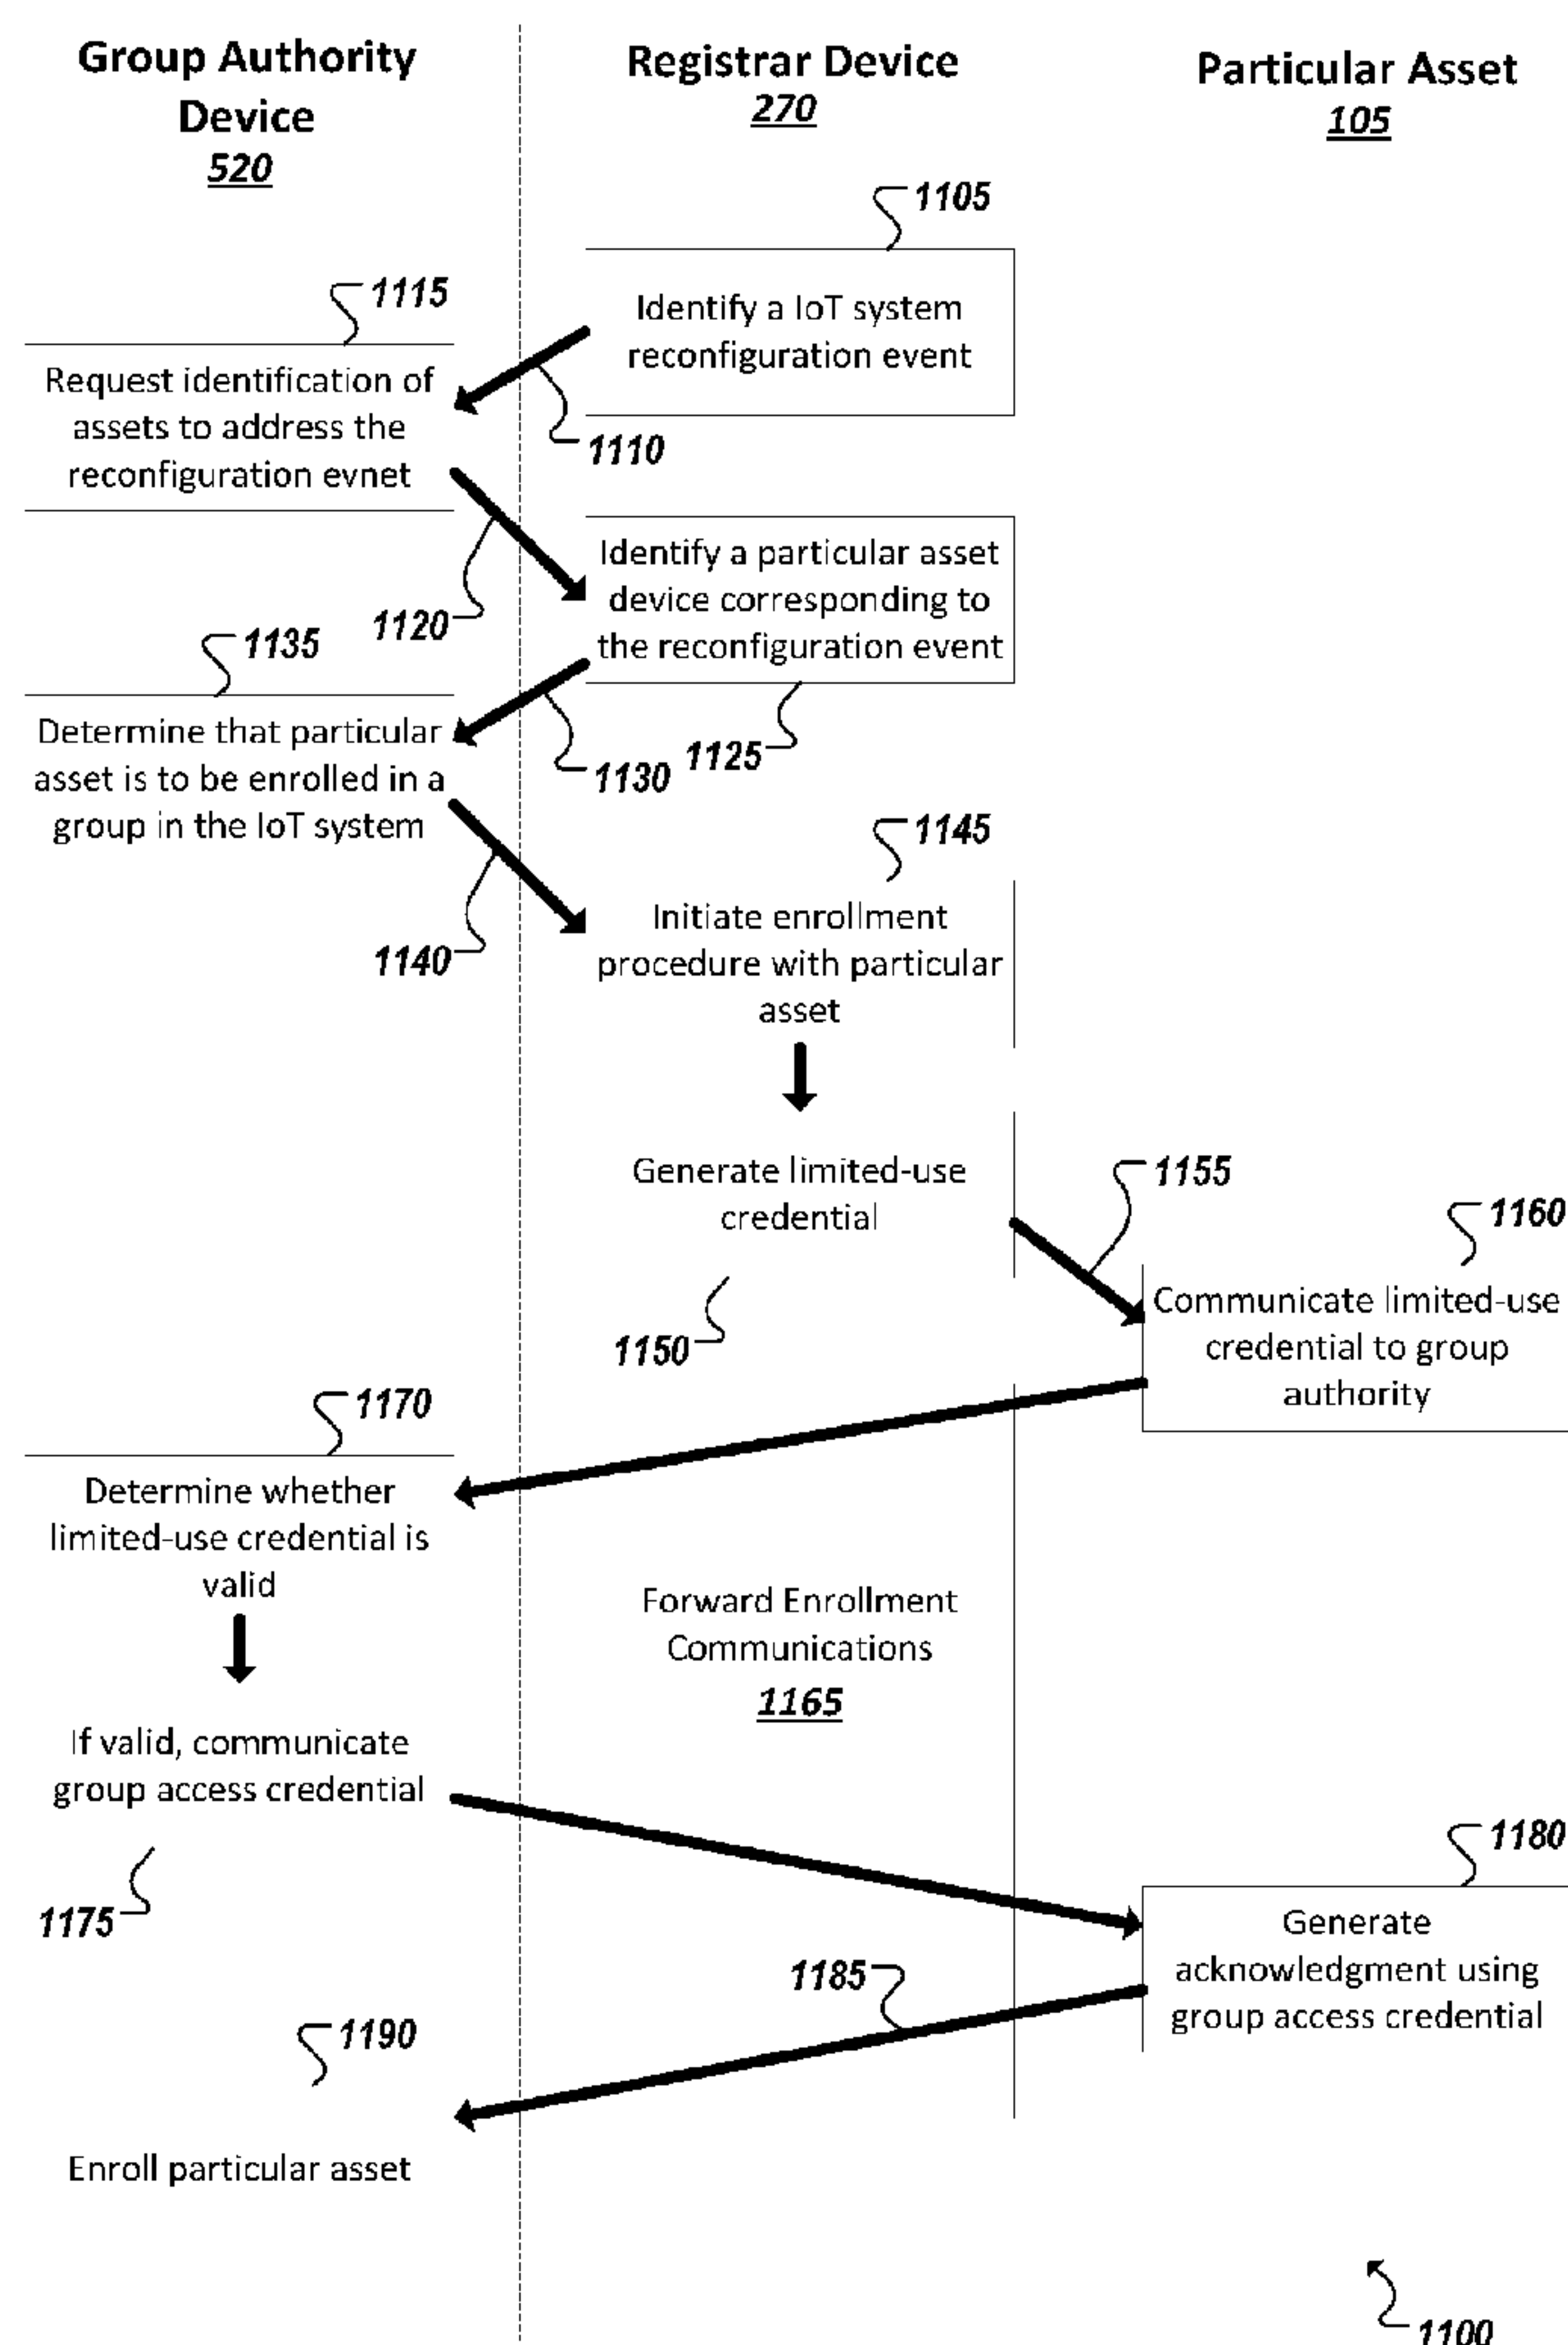 Group Authority
Device
520
Registrar Device
270
Particular Asset
105
1105
Identify a IoT system
reconfiguration event
1110
1115
Request identification of
assets to address the
reconfiguration evnet
1120
Identify a particular asset
device corresponding to
the reconfiguration event
1125
1130
1135
Determine that particular
asset is to be enrolled in a
group in the IoT system
1140
1145
Initiate enrollment
procedure with particular
asset
Generate limited-use
credential
1150
1155
1160
Communicate limited-use
credential to group
authority
1170
Determine whether
limited-use credential is
valid
Forward Enrollment
Communications
1165
If valid, communicate
group access credential
1175
1180
Generate
acknowledgment using
group access credential
1185
1190
Enroll particular asset
1100